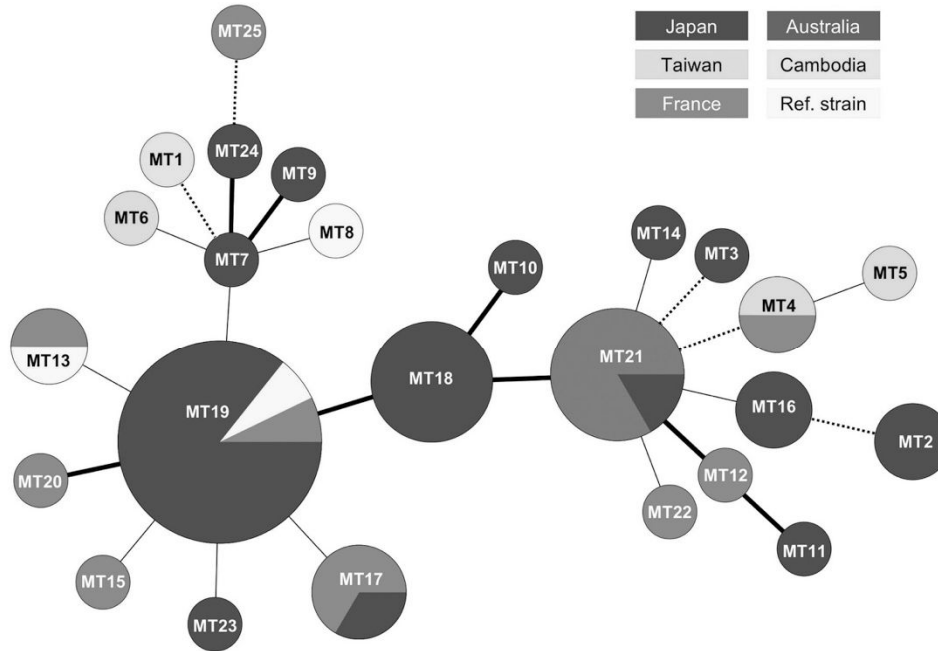 MT25
Japan Australia
Taiwan Cambodia
France Ref. strain
MT1 MT24 MT9
MT6 MT8
MT7
MT14 MT3
MT10
MT5
MT4
MT13
MT21
MT18
MT19
MT16
MT2
MT20
MT12
MT22
MT11
MT15 MT17
MT23